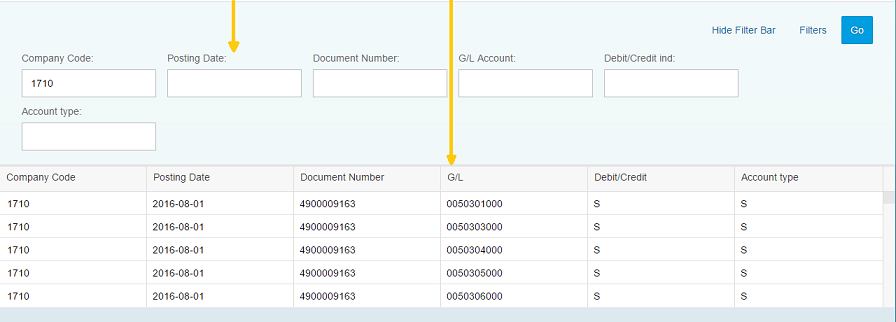 Hide Filter Bar Filters Go
Company Code: Posting Date: Document Number: G/L Account: Debit/Credit ind:
1710
Account type:
Company Code Posting Date Document Number G/L Debit/Credit Account type
1710 2016-08-01 4900009163 0050301000 S S
1710 2016-08-01 4900009163 0050303000 S S
1710 2016-08-01 4900009163 0050304000 S S
1710 2016-08-01 4900009163 0050305000 S S
1710 2016-08-01 4900009163 0050306000 S S